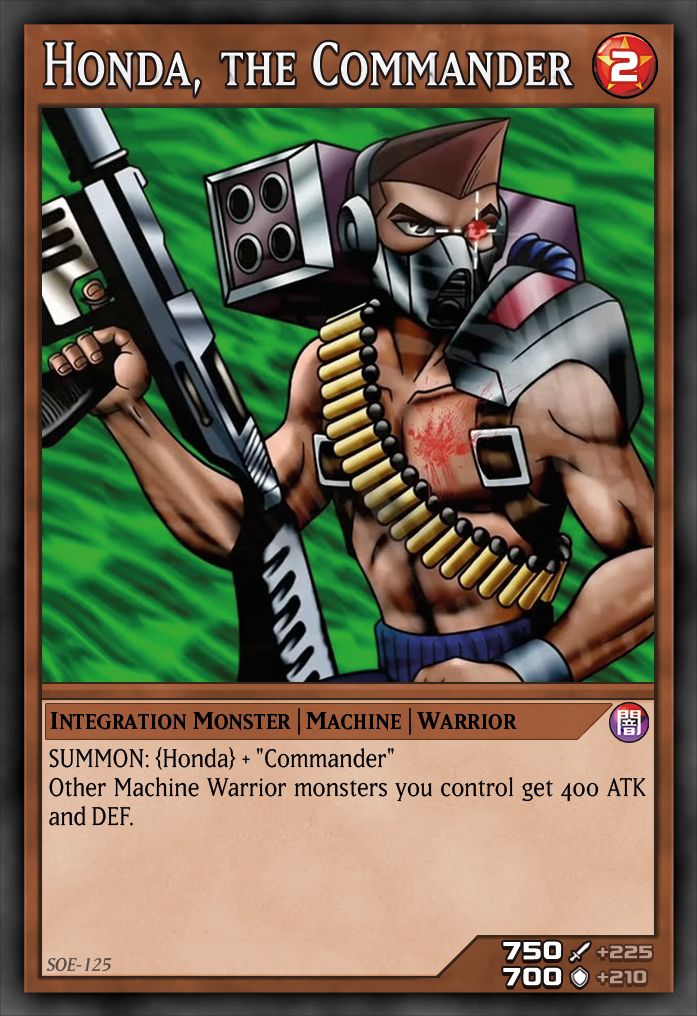 Honda, the Commander
2
Integration Monster | Machine | Warrior
闇
SUMMON: {Honda} + "Commander"
Other Machine Warrior monsters you control get 400 ATK
and DEF.
750 +225
SOE-125
700 +210